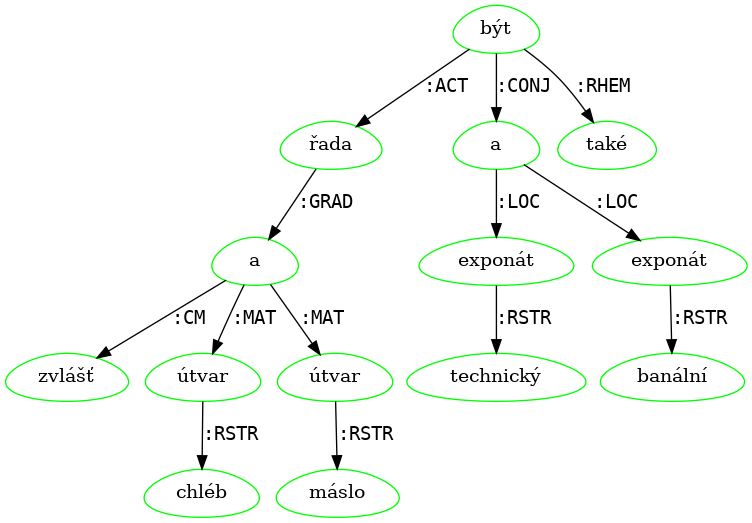 být
:ACT :CONJ :RHEM
řada a také
:GRAD :LOC :LOC
a exponát exponát
:CM :MAT :MAT :RSTR :RSTR
zvlášť útvar útvar technický banální
:RSTR :RSTR
chléb máslo